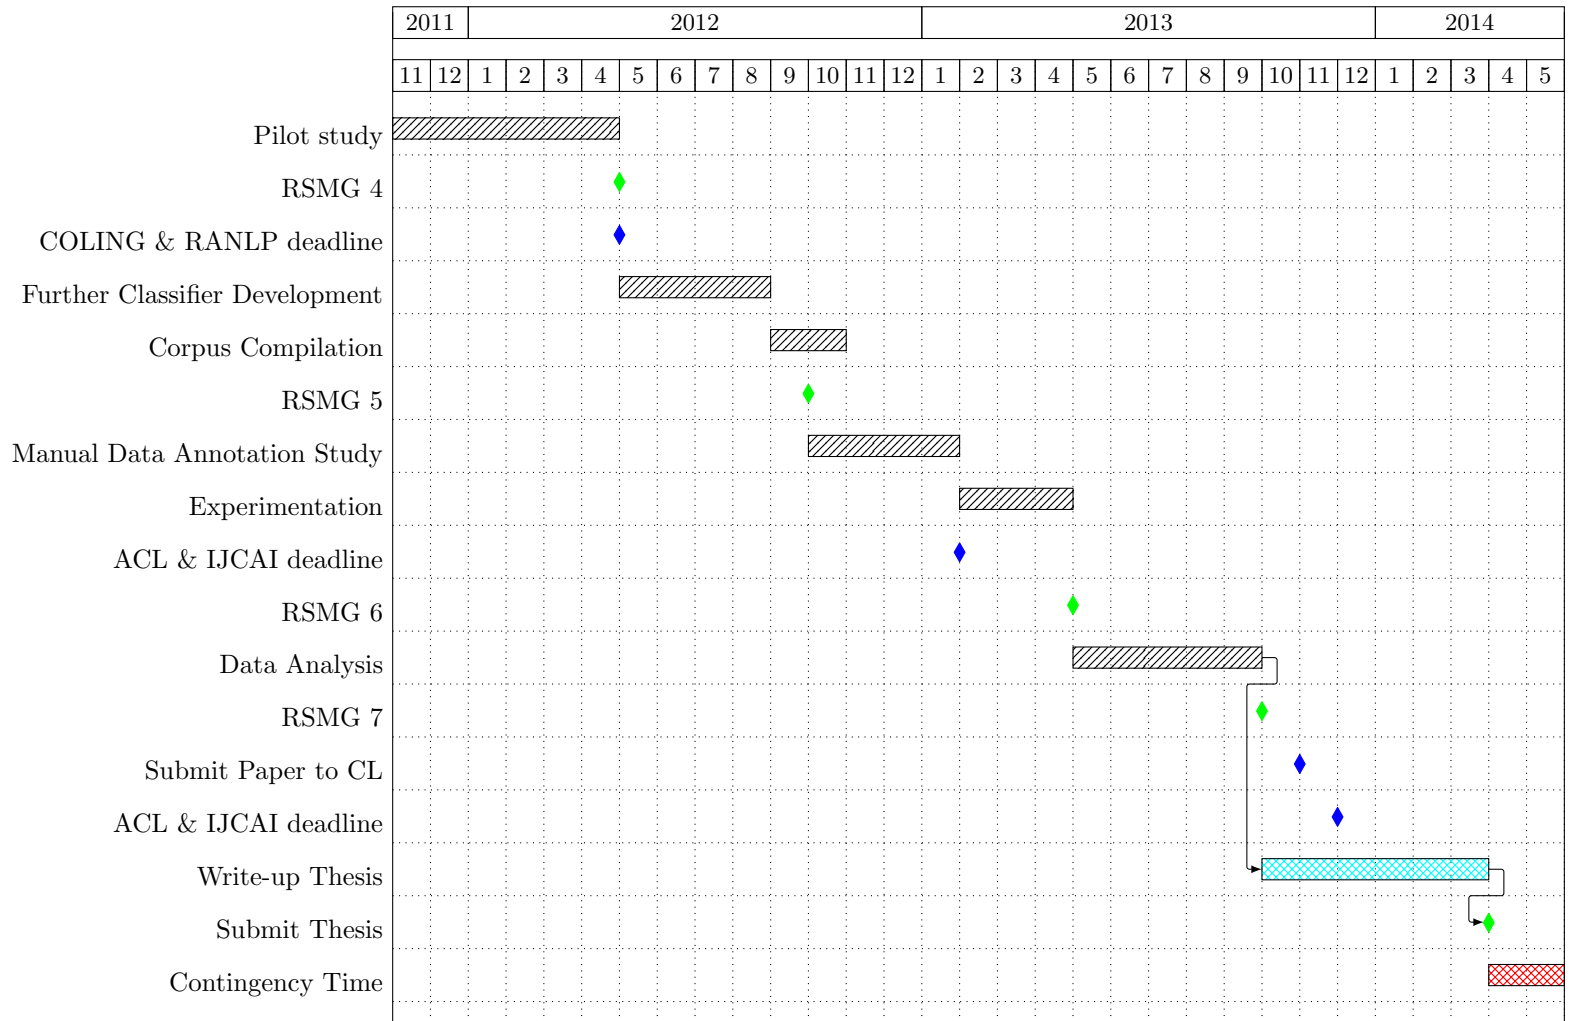 2011 2012 2013 2014
11 12 1 2 3 4 5 6 7 8 9 10 11 12 1 2 3 4 5 6 7 8 9 10 11 12 1 2 3 4 5
Pilot study
RSMG 4
COLING & RANLP deadline
Further Classifier Development
Corpus Compilation
RSMG 5
Manual Data Annotation Study
Experimentation
ACL & IJCAI deadline
RSMG 6
Data Analysis
RSMG 7
Submit Paper to CL
ACL & IJCAI deadline
Write-up Thesis
Submit Thesis
Contingency Time